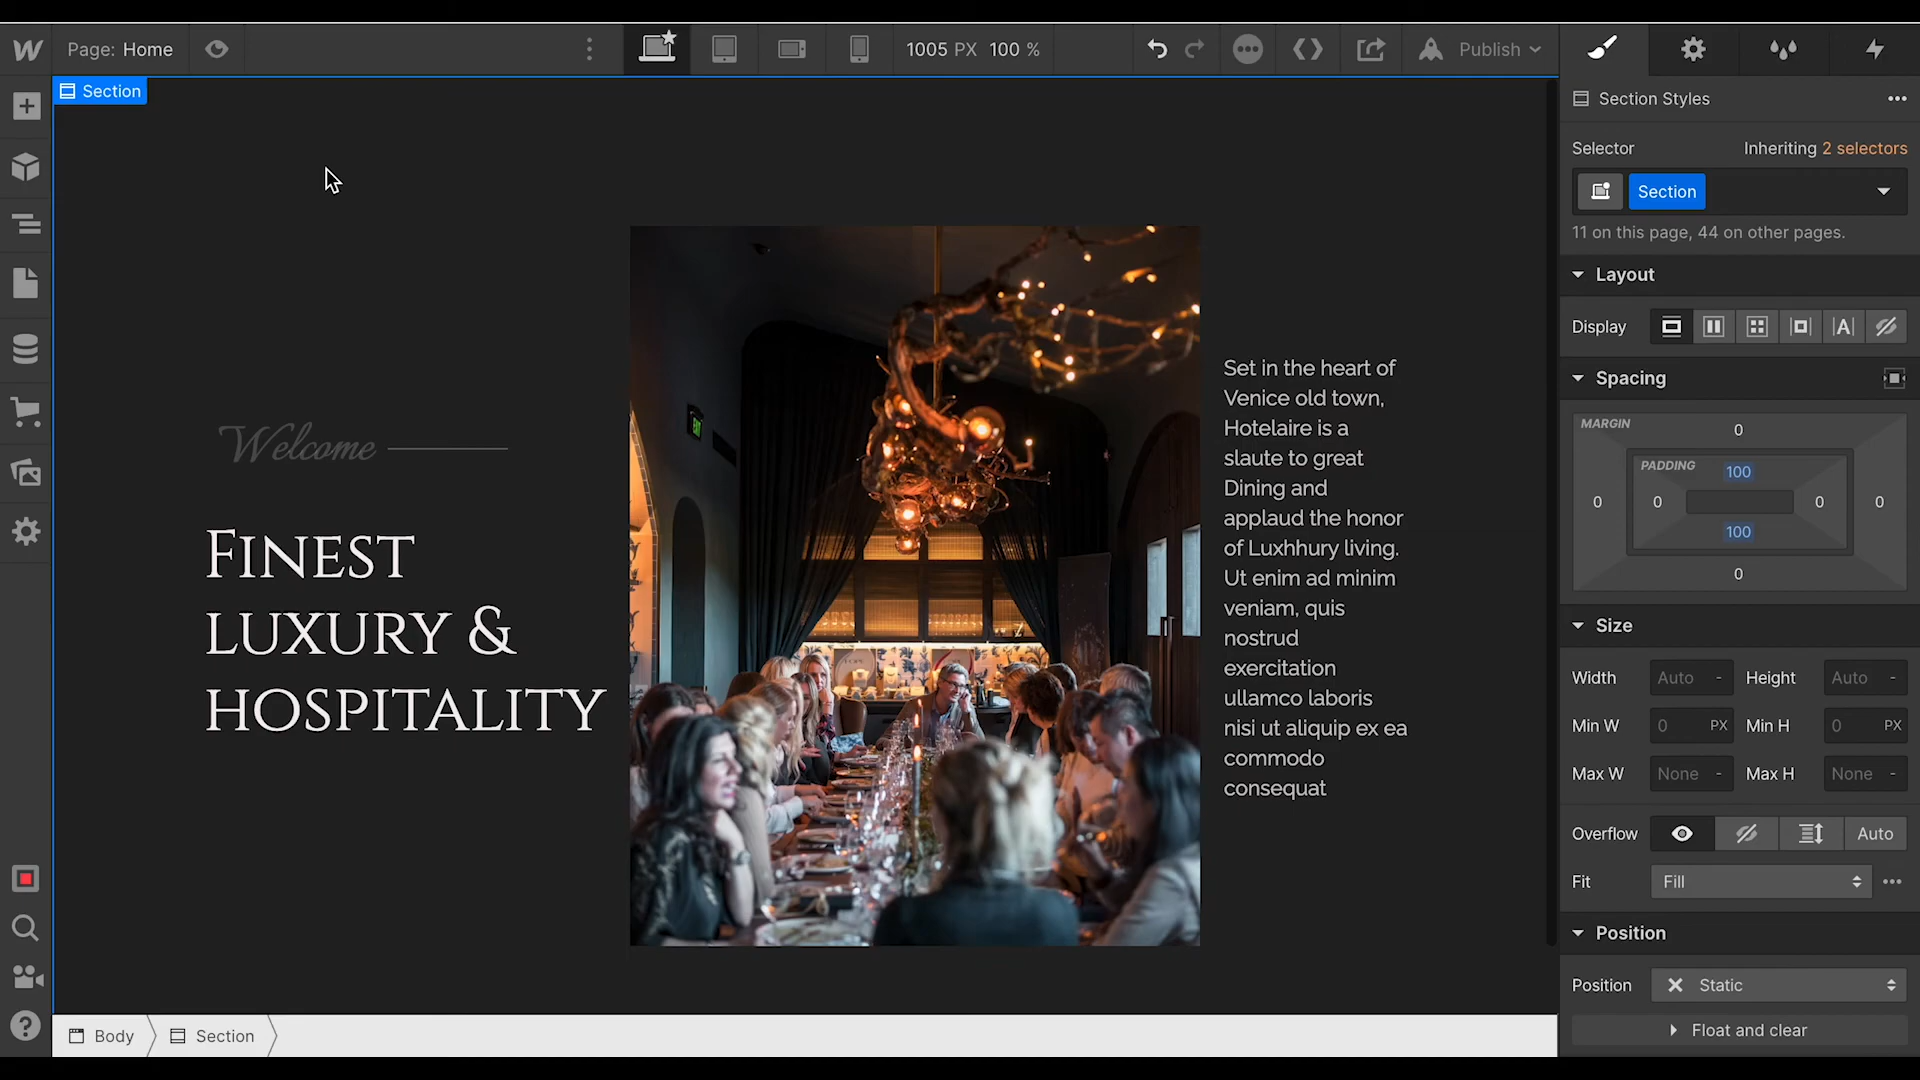 Page: Home
1005 PX 100 %
Publish
Section
Welcome
FINEST
LUXURY &
HOSPITALITY
EXIT
Set in the heart of
Venice old town,
Hotelaire is a
slaute to great
Dining and
applaud the honor
of Luxhhury living.
Ut enim ad minim
veniam, quis
nostrud
exercitation
ullamco laboris
nisi ut aliquip ex ea
commodo
consequat
Body
Section
Section Styles
Selector
Inheriting 2 selectors
Section
11 on this page, 44 on other pages.
Layout
Display
A
Spacing
MARGIN
0
PADDING
100
0
0
0
0
100
0
Size
Width Auto - Height Auto -
Min W 0 PX Min H 0 PX
Max W None - Max H None -
Overflow Auto
Fit Fill
Position
Position Static
Float and clear